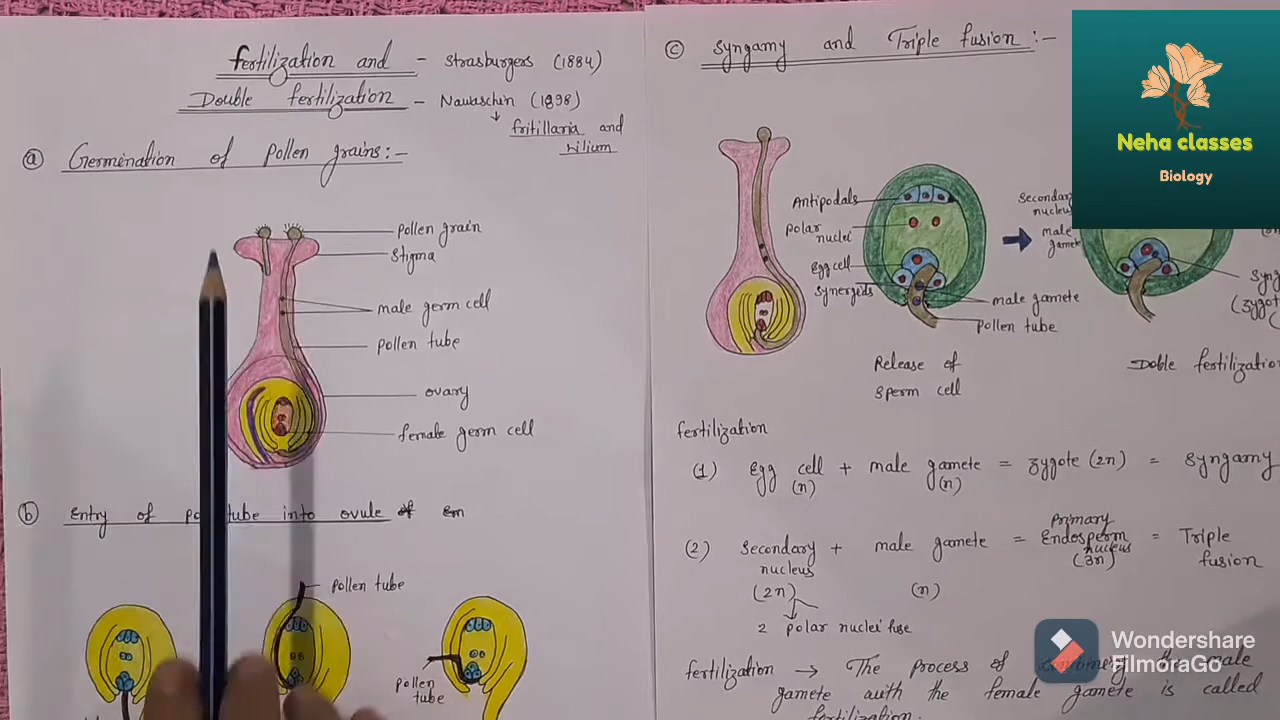 Fertilization and - Strasburgers (1884)
Double fertilization - Nawaschin (1898)
fritillaria and
Lilium
(a) Germination of pollen grains:-
Pollen grain
Stigma
male germ cell
pollen tube
ovary
female germ cell
(b) Entry of tube into ovule
pollen tube
pollen
tube
(c) Syngamy and Triple fusion:-
Antipodals
polar
nuclei
Egg cell
Synergids
male gamete
Pollen tube
Release of
sperm cell
Secondary
nucleus
male
gamete
Doble fertilization
fertilization
(1) Egg cell + male gamete = zygote (2n) = Syngamy
(n) (n)
(2) Secondary + male gamete = Primary Endosperm nucleus = Triple
nucleus (3n) fusion
(2n) (n)
2 polar nuclei fuse
fertilization → The process of male
gamete with the female gamete is called
fertilization.
Neha classes
Biology
Wondershare
FilmoraGo